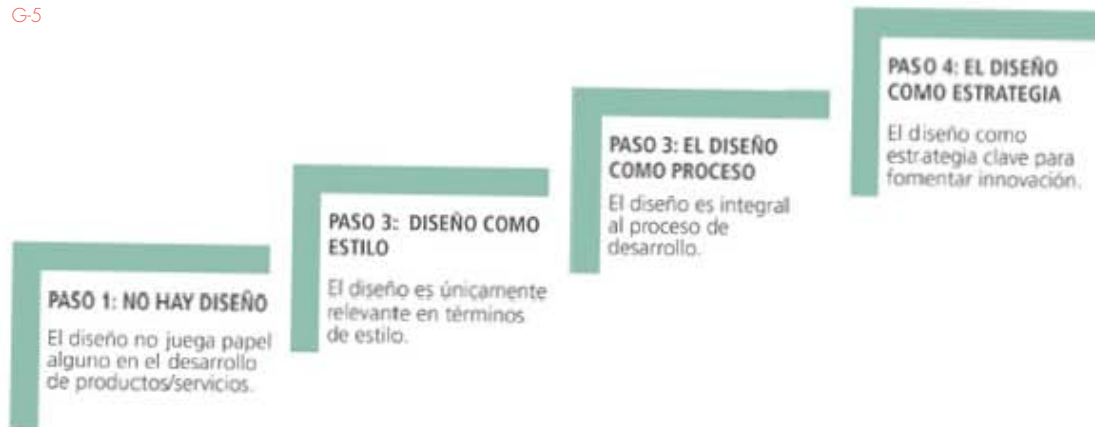 G-5
PASO 1: NO HAY DISEÑO
El diseño no juega papel
alguno en el desarrollo
de productos/servicios.
PASO 3: DISEÑO COMO
ESTILO
El diseño es únicamente
relevante en términos
de estilo.
PASO 3: EL DISEÑO
COMO PROCESO
El diseño es integral
al proceso de
desarrollo.
PASO 4: EL DISEÑO
COMO ESTRATEGIA
El diseño como
estrategia clave para
fomentar innovación.